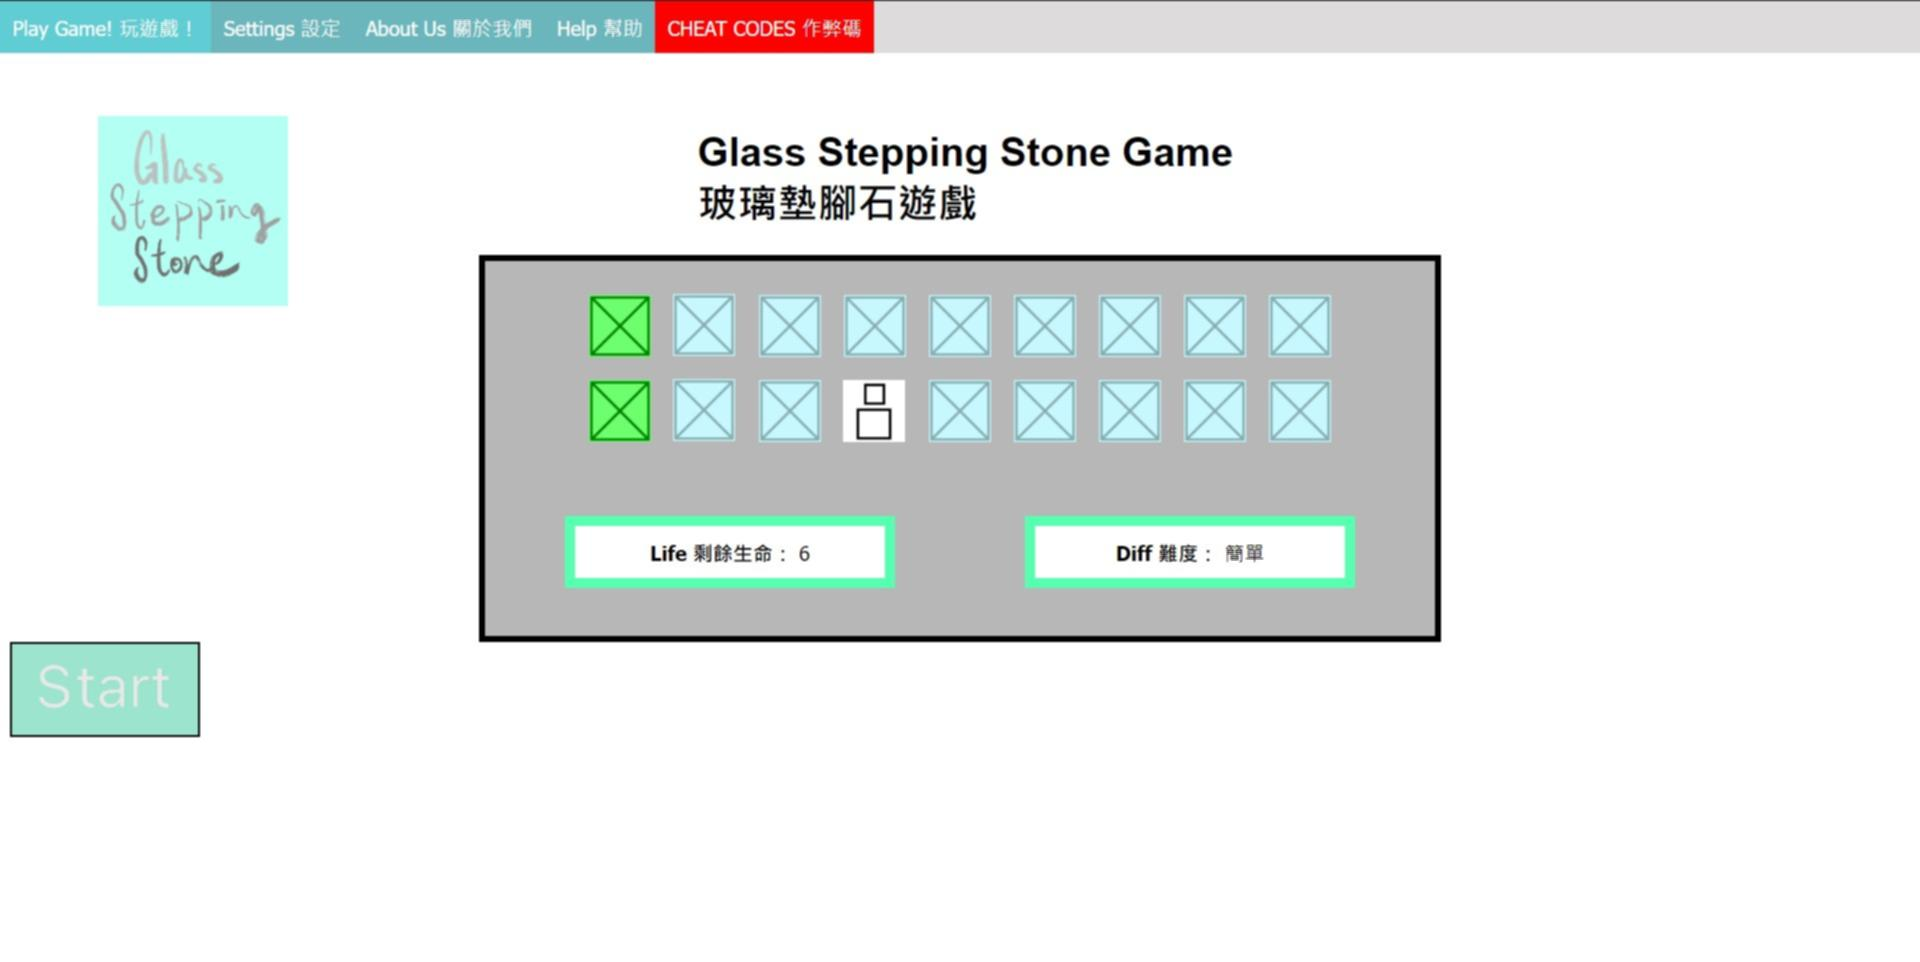 Play Game! 玩遊戲！ Settings 設定 About Us 關於我們 Help 幫助 CHEAT CODES 作弊碼
Glass
Stepping
Stone
Glass Stepping Stone Game
玻璃墊腳石遊戲
Life 剩餘生命： 6
Diff 難度： 簡單
Start